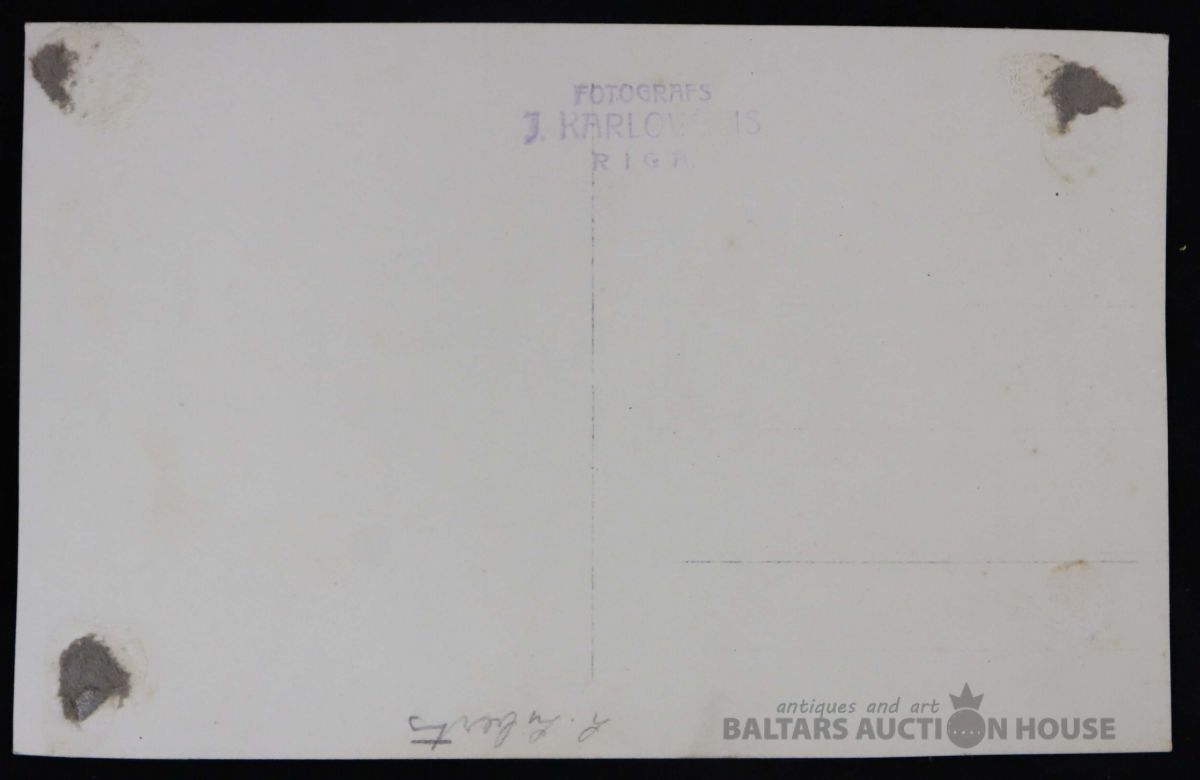 FOTOGRAFS
J.
RIGA.
antiques and art
BALTARS AUCTION HOUSE